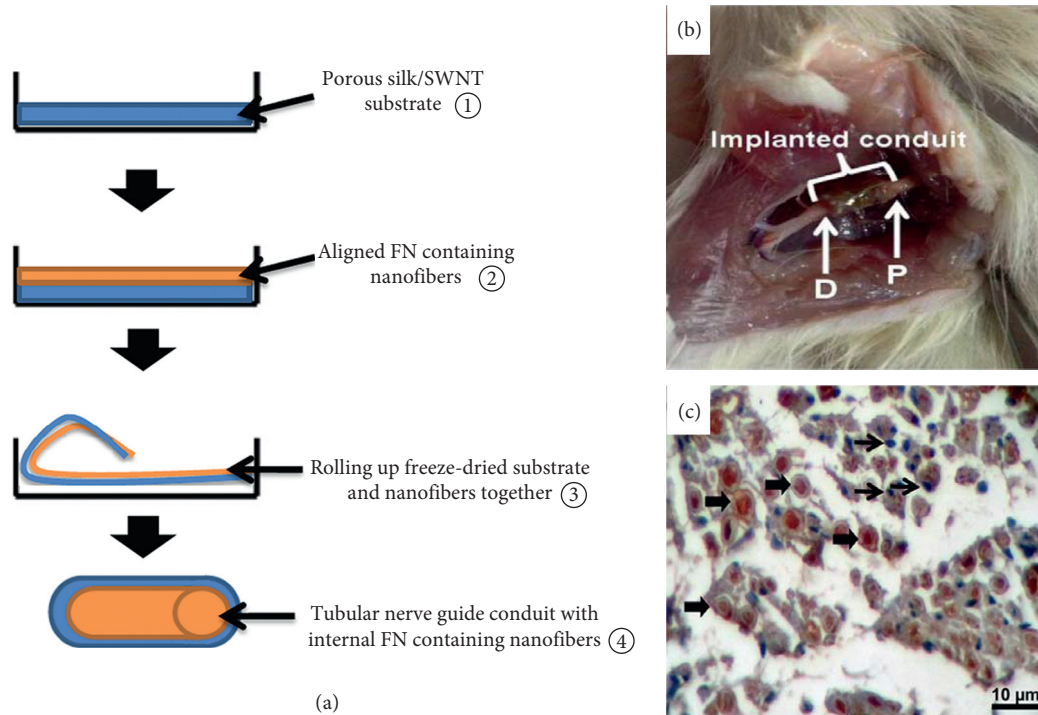 Porous silk/SWNT
substrate ①
Aligned FN containing
nanofibers ②
Rolling up freeze-dried substrate
and nanofibers together ③
Tubular nerve guide conduit with
internal FN containing nanofibers ④
(a)
(b)
Implanted conduit
D
P
(c)
10 μm